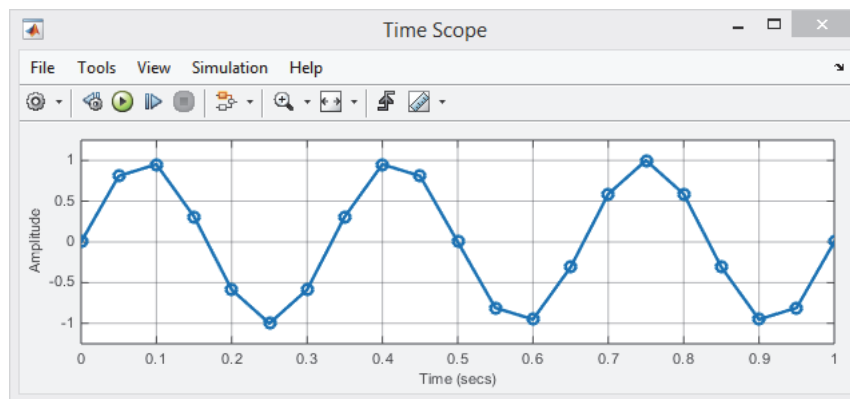 Time Scope
File Tools View Simulation Help
1
0.5
0
-0.5
-1
Amplitude
0 0.1 0.2 0.3 0.4 0.5 0.6 0.7 0.8 0.9 1
Time (secs)